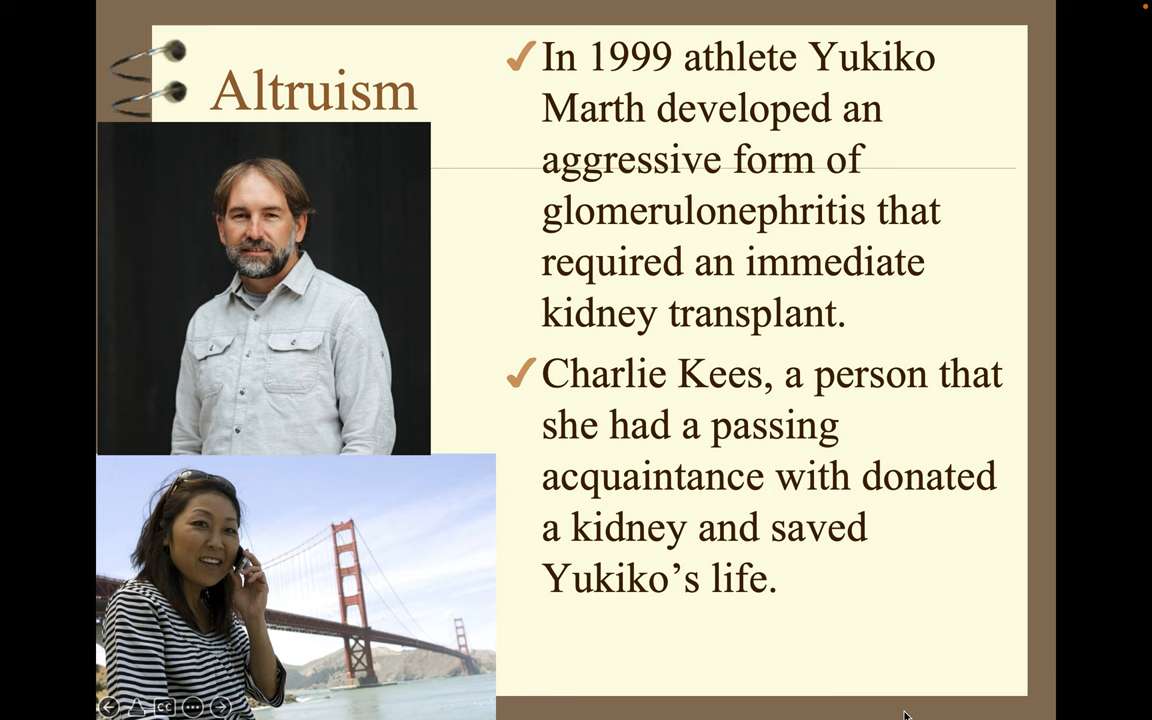 Altruism
✓In 1999 athlete Yukiko
Marth developed an
aggressive form of
glomerulonephritis that
required an immediate
kidney transplant.
✓Charlie Kees, a person that
she had a passing
acquaintance with donated
a kidney and saved
Yukiko’s life.
CC